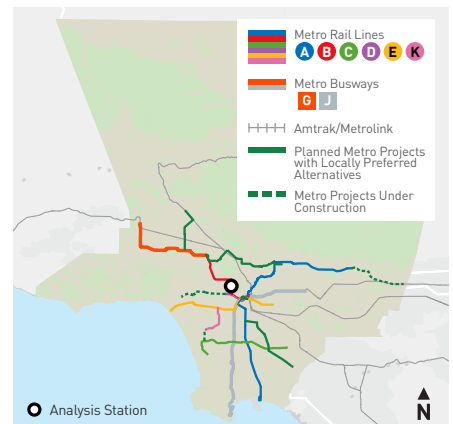 Metro Rail Lines
A B C D E K
Metro Busways
G J
Amtrak/Metrolink
Planned Metro Projects
with Locally Preferred
Alternatives
Metro Projects Under
Construction
Analysis Station
N